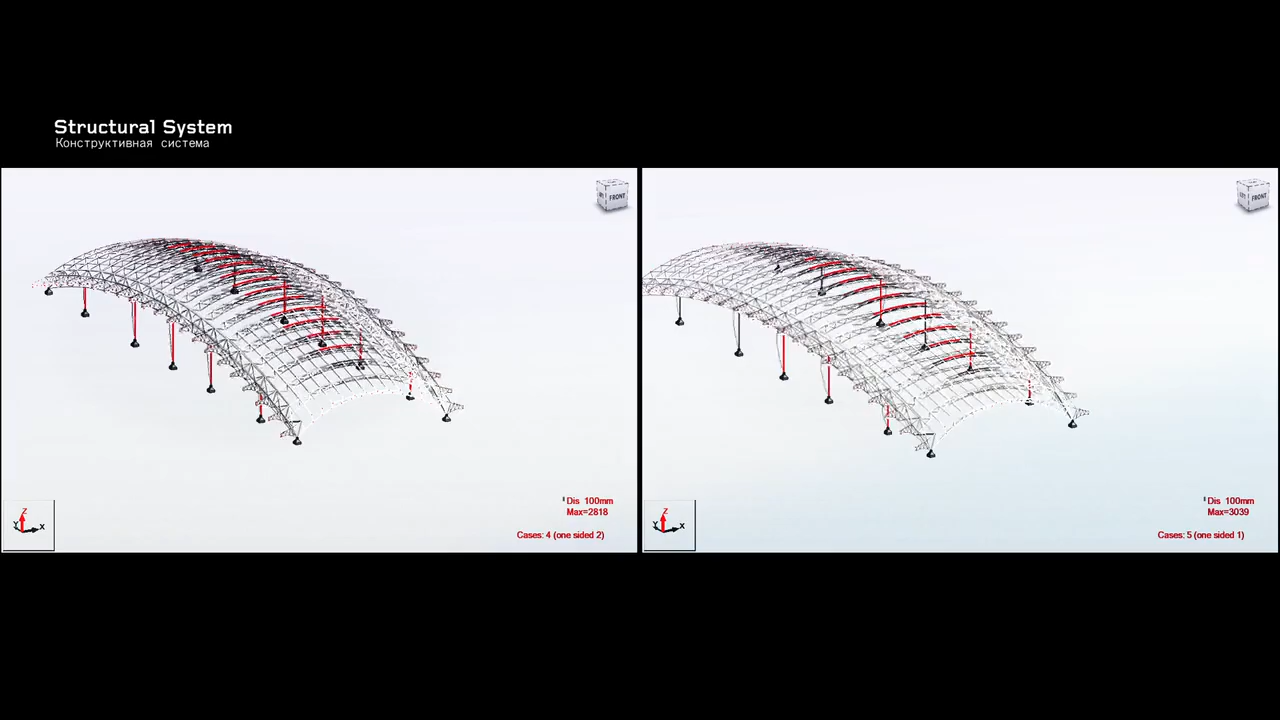 Structural System
Конструктивная система
FRONT
Z
Y X
Dis 100mm
Max=2818
Cases: 4 (one sided 2)
FRONT
Z
Y X
Dis 100mm
Max=3039
Cases: 5 (one sided 1)